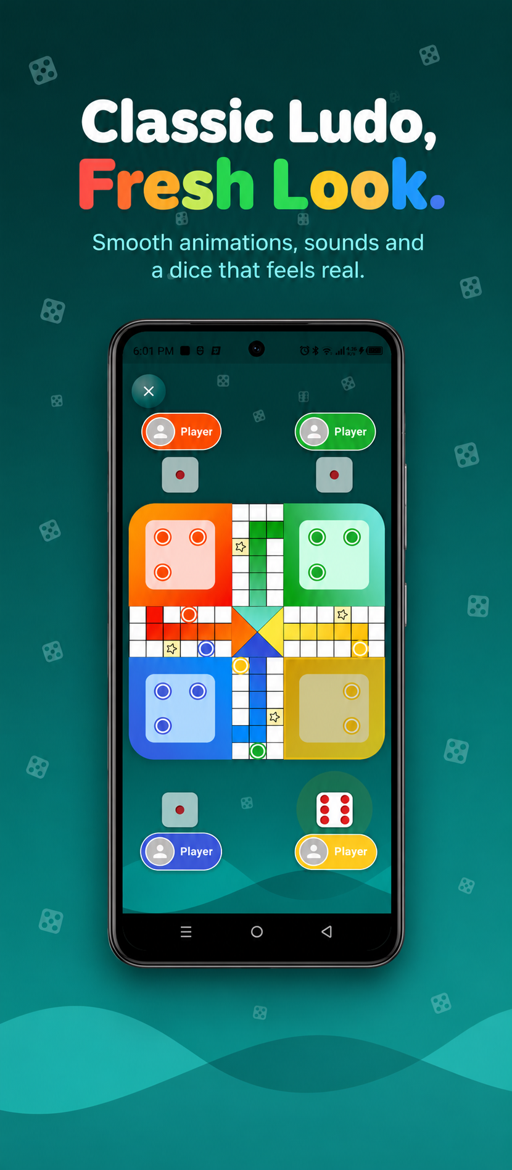 Classic Ludo,
Fresh Look.
Smooth animations, sounds and
a dice that feels real.
6:01 PM
Player
Player
Player
Player